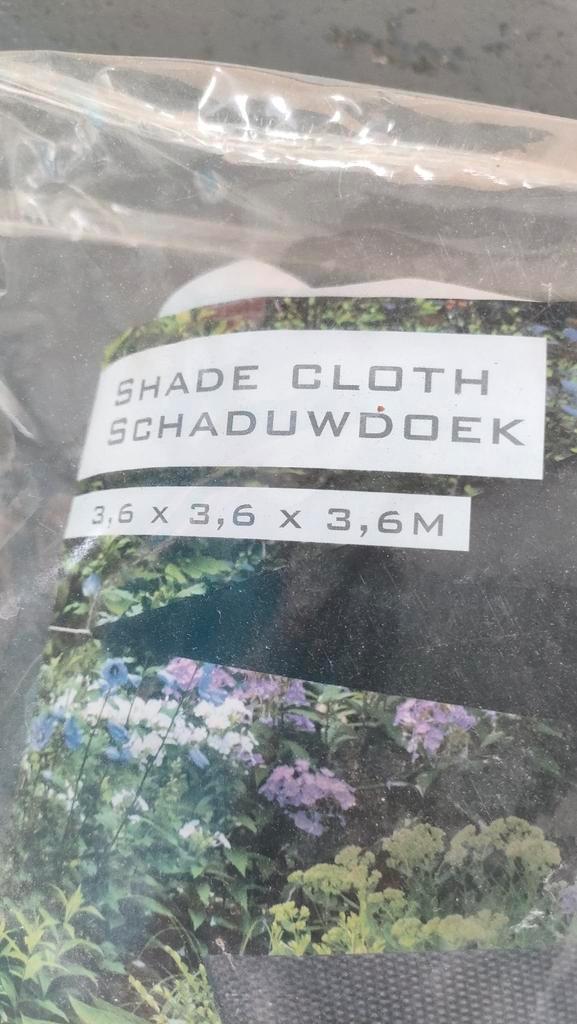 SHADE CLOTH
SCHADUWDOEK
3,6 x 3,6 x 3,6M